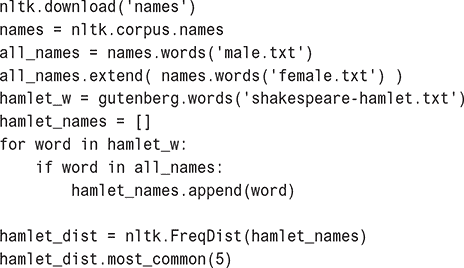 nltk.download('names')
names = nltk.corpus.names
all_names = names.words('male.txt')
all_names.extend( names.words('female.txt') )
hamlet_w = gutenberg.words('shakespeare-hamlet.txt')
hamlet_names = []
for word in hamlet_w:
    if word in all_names:
        hamlet_names.append(word)
hamlet_dist = nltk.FreqDist(hamlet_names)
hamlet_dist.most_common(5)